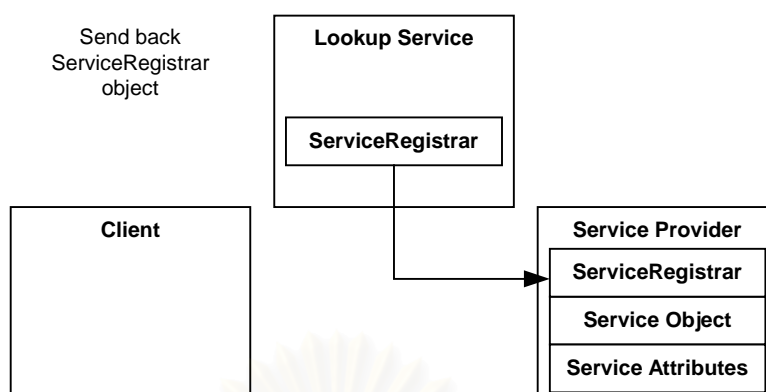 Send back
ServiceRegistrar
object
Lookup Service
ServiceRegistrar
Client
Service Provider
ServiceRegistrar
Service Object
Service Attributes